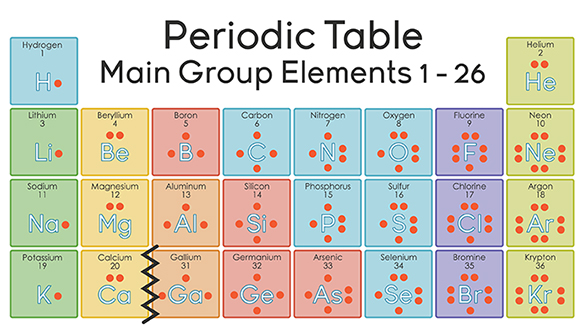 Periodic Table
Main Group Elements 1 - 26
Hydrogen
1
H
Helium
2
He
Lithium
3
Li
Beryllium
4
Be
Boron
5
B
Carbon
6
C
Nitrogen
7
N
Oxygen
8
O
Fluorine
9
F
Neon
10
Ne
Sodium
11
Na
Magnesium
12
Mg
Aluminum
13
Al
Silicon
14
Si
Phosphorus
15
P
Sulfur
16
S
Chlorine
17
Cl
Argon
18
Ar
Potassium
19
K
Calcium
20
Ca
Gallium
31
Ga
Germanium
32
Ge
Arsenic
33
As
Selenium
34
Se
Bromine
35
Br
Krypton
36
Kr